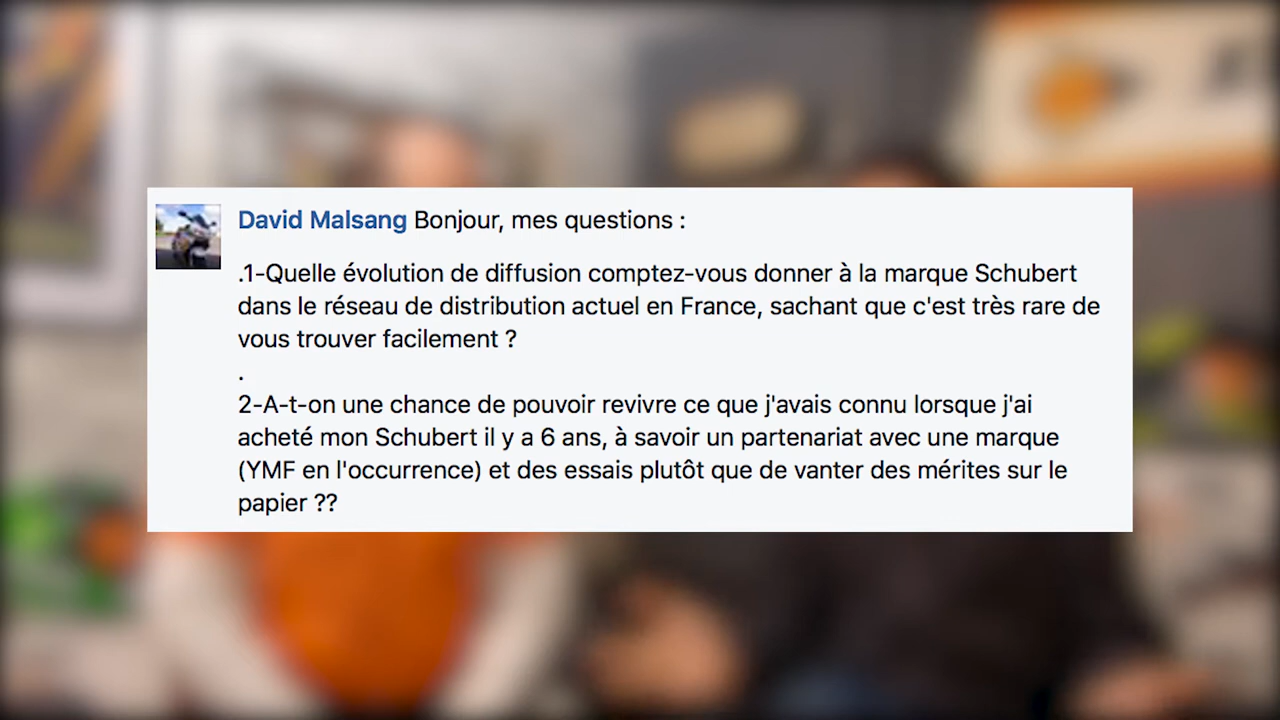 David Malsang Bonjour, mes questions :
.1-Quelle évolution de diffusion comptez-vous donner à la marque Schubert
dans le réseau de distribution actuel en France, sachant que c'est très rare de
vous trouver facilement ?
.
2-A-t-on une chance de pouvoir revivre ce que j'avais connu lorsque j'ai
acheté mon Schubert il y a 6 ans, à savoir un partenariat avec une marque
(YMF en l'occurrence) et des essais plutôt que de vanter des mérites sur le
papier ??